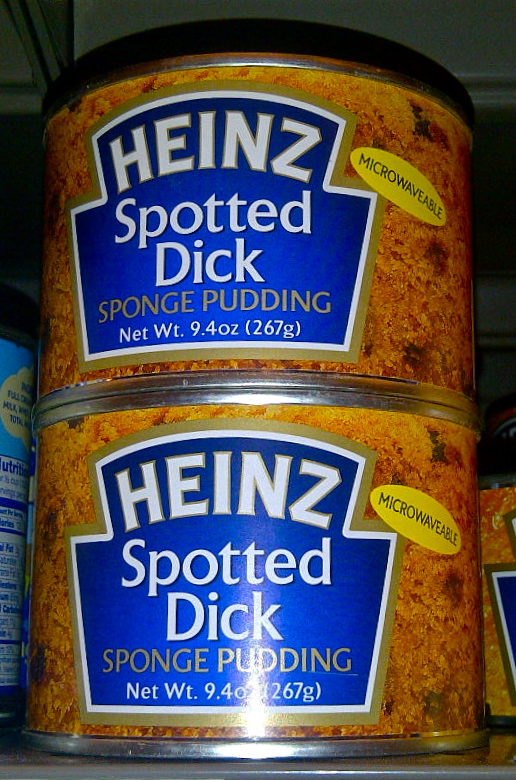 HEINZ
Spotted
Dick
SPONGE PUDDING
Net Wt. 9.4oz (267g)
MICROWAVEABLE
HEINZ
Spotted
Dick
SPONGE PUDDING
Net Wt. 9.4oz (267g)
MICROWAVEABLE